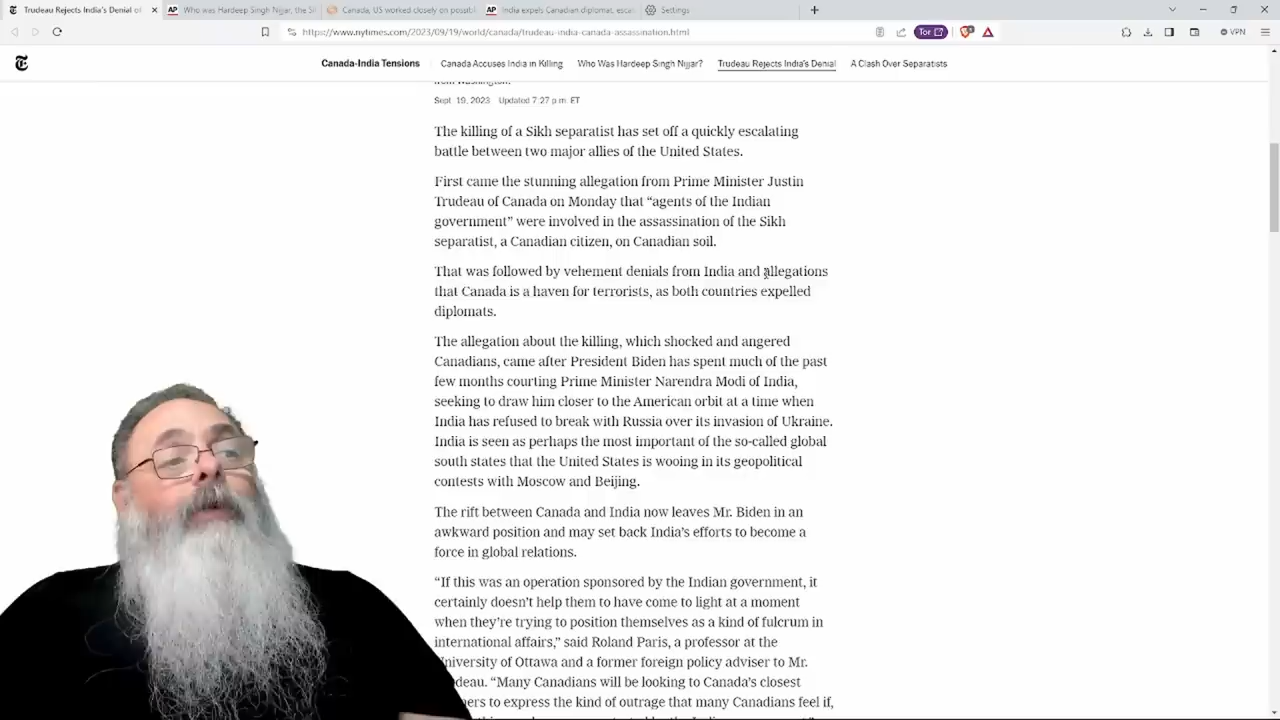 Trudeau Rejects India's Denial of
Who was Hardeep Singh Nijjar, the Si
Canada, US worked closely on possibl
India expels Canadian diplomat, escal
Settings
https://www.nytimes.com/2023/09/19/world/canada/trudeau-india-canada-assassination.html
Tor
VPN
Canada-India Tensions
Canada Accuses India in Killing
Who Was Hardeep Singh Nijjar?
Trudeau Rejects India's Denial
A Clash Over Separatists
from Washington.
Sept. 19, 2023 Updated 7:27 p.m. ET
The killing of a Sikh separatist has set off a quickly escalating
battle between two major allies of the United States.
First came the stunning allegation from Prime Minister Justin
Trudeau of Canada on Monday that “agents of the Indian
government” were involved in the assassination of the Sikh
separatist, a Canadian citizen, on Canadian soil.
That was followed by vehement denials from India and allegations
that Canada is a haven for terrorists, as both countries expelled
diplomats.
The allegation about the killing, which shocked and angered
Canadians, came after President Biden has spent much of the past
few months courting Prime Minister Narendra Modi of India,
seeking to draw him closer to the American orbit at a time when
India has refused to break with Russia over its invasion of Ukraine.
India is seen as perhaps the most important of the so-called global
south states that the United States is wooing in its geopolitical
contests with Moscow and Beijing.
The rift between Canada and India now leaves Mr. Biden in an
awkward position and may set back India’s efforts to become a
force in global relations.
“If this was an operation sponsored by the Indian government, it
certainly doesn’t help them to have come to light at a moment
when they’re trying to position themselves as a kind of fulcrum in
international affairs,” said Roland Paris, a professor at the
University of Ottawa and a former foreign policy adviser to Mr.
deau. “Many Canadians will be looking to Canada’s closest
ners to express the kind of outrage that many Canadians feel if,